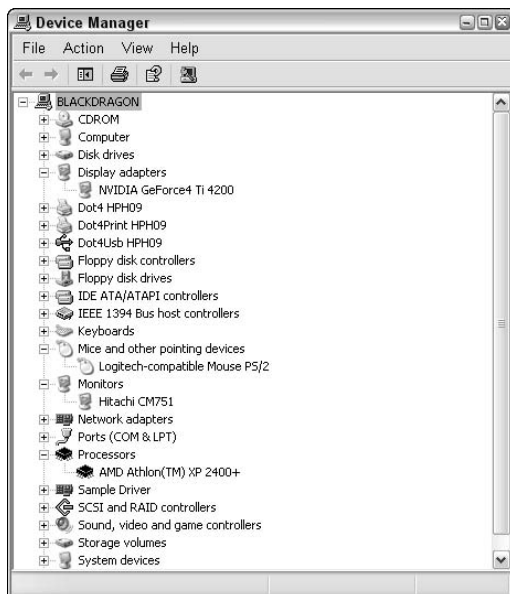 Device Manager
File Action View Help
BLACKDRAGON
CDROM
Computer
Disk drives
Display adapters
NVIDIA GeForce4 Ti 4200
Dot4 HPH09
Dot4Print HPH09
Dot4Usb HPH09
Floppy disk controllers
Floppy disk drives
IDE ATA/ATAPI controllers
IEEE 1394 Bus host controllers
Keyboards
Mice and other pointing devices
Logitech-compatible Mouse PS/2
Monitors
Hitachi CM751
Network adapters
Ports (COM & LPT)
Processors
AMD Athlon(TM) XP 2400+
Sample Driver
SCSI and RAID controllers
Sound, video and game controllers
Storage volumes
System devices